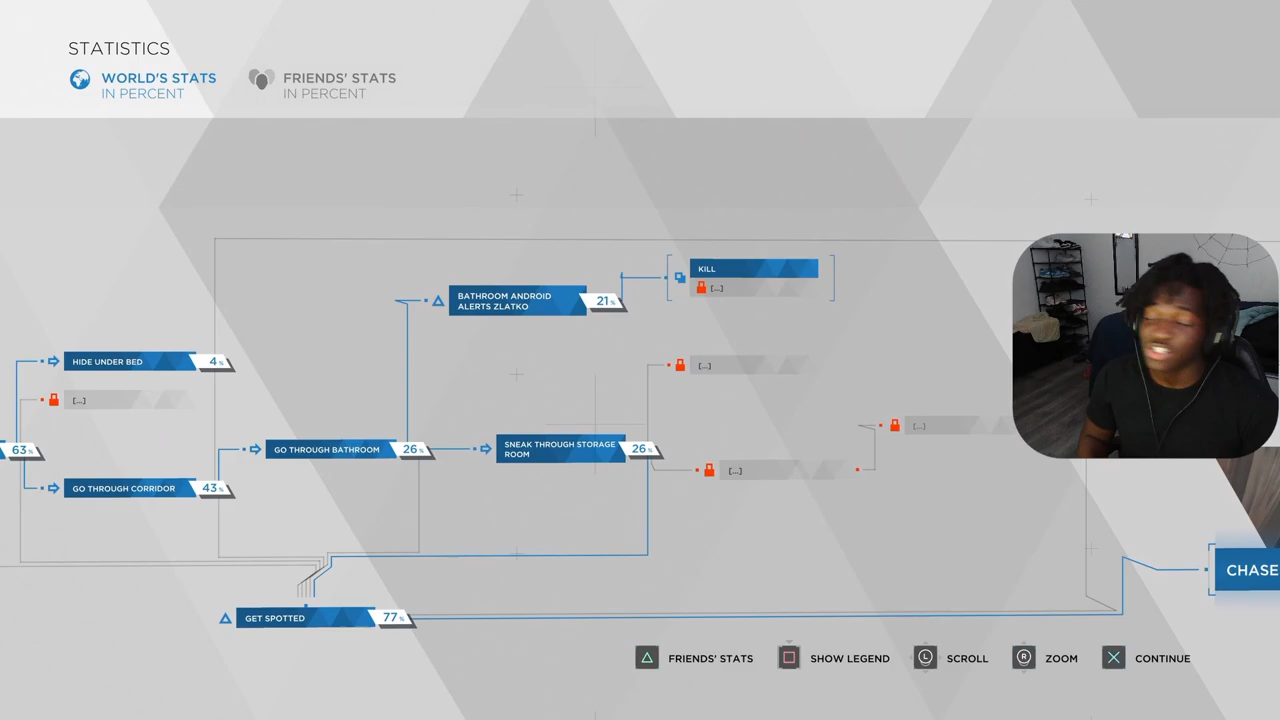 STATISTICS
WORLD'S STATS
IN PERCENT
FRIENDS' STATS
IN PERCENT
KILL
[...]
BATHROOM ANDROID
ALERTS ZLATKO
21%
HIDE UNDER BED
4%
[...]
[...]
[...]
63%
GO THROUGH BATHROOM
26%
SNEAK THROUGH STORAGE
ROOM
26%
[...]
GO THROUGH CORRIDOR
43%
CHASE
GET SPOTTED
77%
FRIENDS' STATS
SHOW LEGEND
L
SCROLL
R
ZOOM
CONTINUE